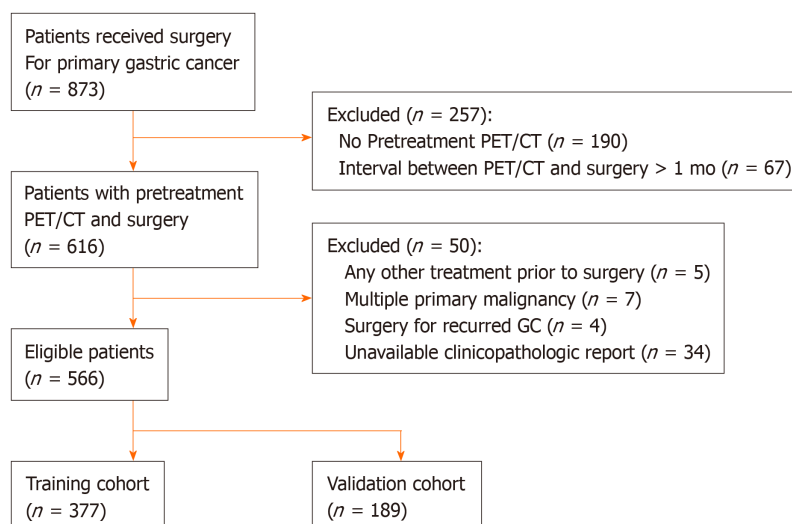 Patients received surgery
For primary gastric cancer
(n = 873)
Excluded (n = 257):
No Pretreatment PET/CT (n = 190)
Interval between PET/CT and surgery > 1 mo (n = 67)
Patients with pretreatment
PET/CT and surgery
(n = 616)
Excluded (n = 50):
Any other treatment prior to surgery (n = 5)
Multiple primary malignancy (n = 7)
Surgery for recurred GC (n = 4)
Unavailable clinicopathologic report (n = 34)
Eligible patients
(n = 566)
Training cohort
(n = 377)
Validation cohort
(n = 189)